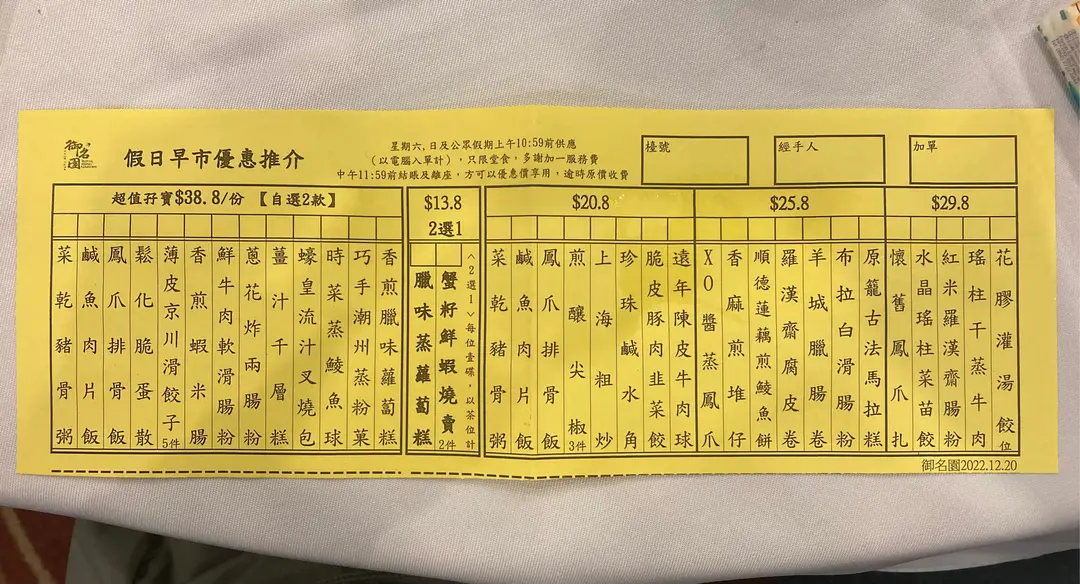 御名園
假日早市優惠推介
星期六,日及公眾假期上午10:59前供應
（以電腦入單計），只限堂食，多謝加一服務費
中午11:59前結賬及離座，方可以優惠價享用，逾時原價收費
檯號
經手人
加單
超值孖寶$38.8/份 【自選2款】
菜乾豬骨粥
鹹魚肉片飯
鳳爪排骨飯
鬆化脆蛋散
薄皮京川滑餃子5件
香煎蝦米腸
鮮牛肉軟滑腸粉
蔥花炸兩腸
薑汁千層糕
蠔皇流汁叉燒包
時菜蒸鯪魚球
巧手潮州蒸粉菓
香煎臘味蘿蔔糕
$13.8
2選1
臘味蒸蘿蔔糕
蟹籽鮮蝦燒賣2件
<2選1>每位壹碟，以茶位計
$20.8
菜乾豬骨粥
鹹魚肉片飯
鳳爪排骨飯
煎釀尖椒3件
上海粗炒
珍珠鹹水角
脆皮豚肉韭菜餃
遠年陳皮牛肉球
$25.8
XO醬蒸鳳爪
香麻煎堆仔
順德蓮藕煎鯪魚餅
羅漢齋腐皮卷
羊城臘腸卷
布拉白滑腸粉
原籠古法馬拉糕
$29.8
懷舊鳳爪扎
水晶瑤柱菜苗餃
紅米羅漢齋腸粉
瑤柱干蒸牛肉
花膠灌湯餃位
御名園2022.12.20